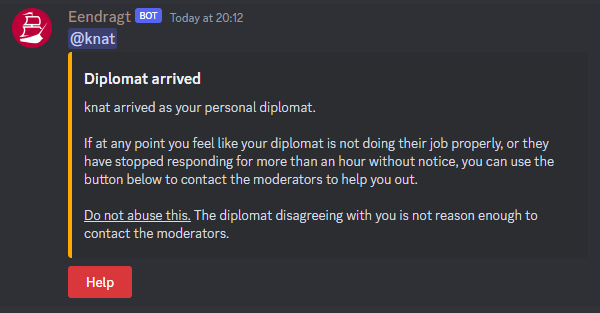 Eendragt BOT Today at 20:12
@knat
Diplomat arrived
knat arrived as your personal diplomat.
If at any point you feel like your diplomat is not doing their job properly, or they
have stopped responding for more than an hour without notice, you can use the
button below to contact the moderators to help you out.
Do not abuse this. The diplomat disagreeing with you is not reason enough to
contact the moderators.
Help